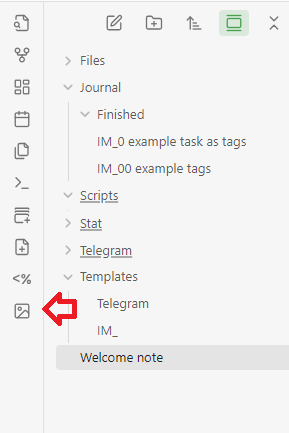 Files
Journal
Finished
IM_0 example task as tags
IM_00 example tags
Scripts
Stat
Telegram
Templates
<%
Telegram
IM_
Welcome note